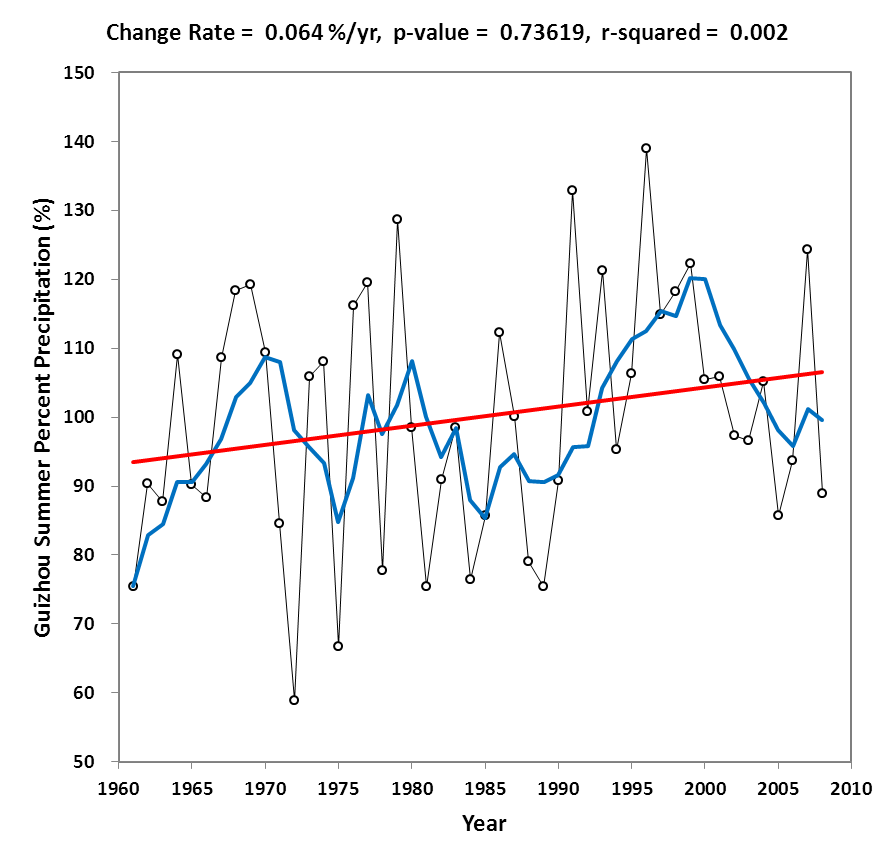 Change Rate = 0.064 %/yr, p-value = 0.73619, r-squared = 0.002
Guizhou Summer Percent Precipitation (%)
150
140
130
120
110
100
90
80
70
60
50
1960 1965 1970 1975 1980 1985 1990 1995 2000 2005 2010
Year